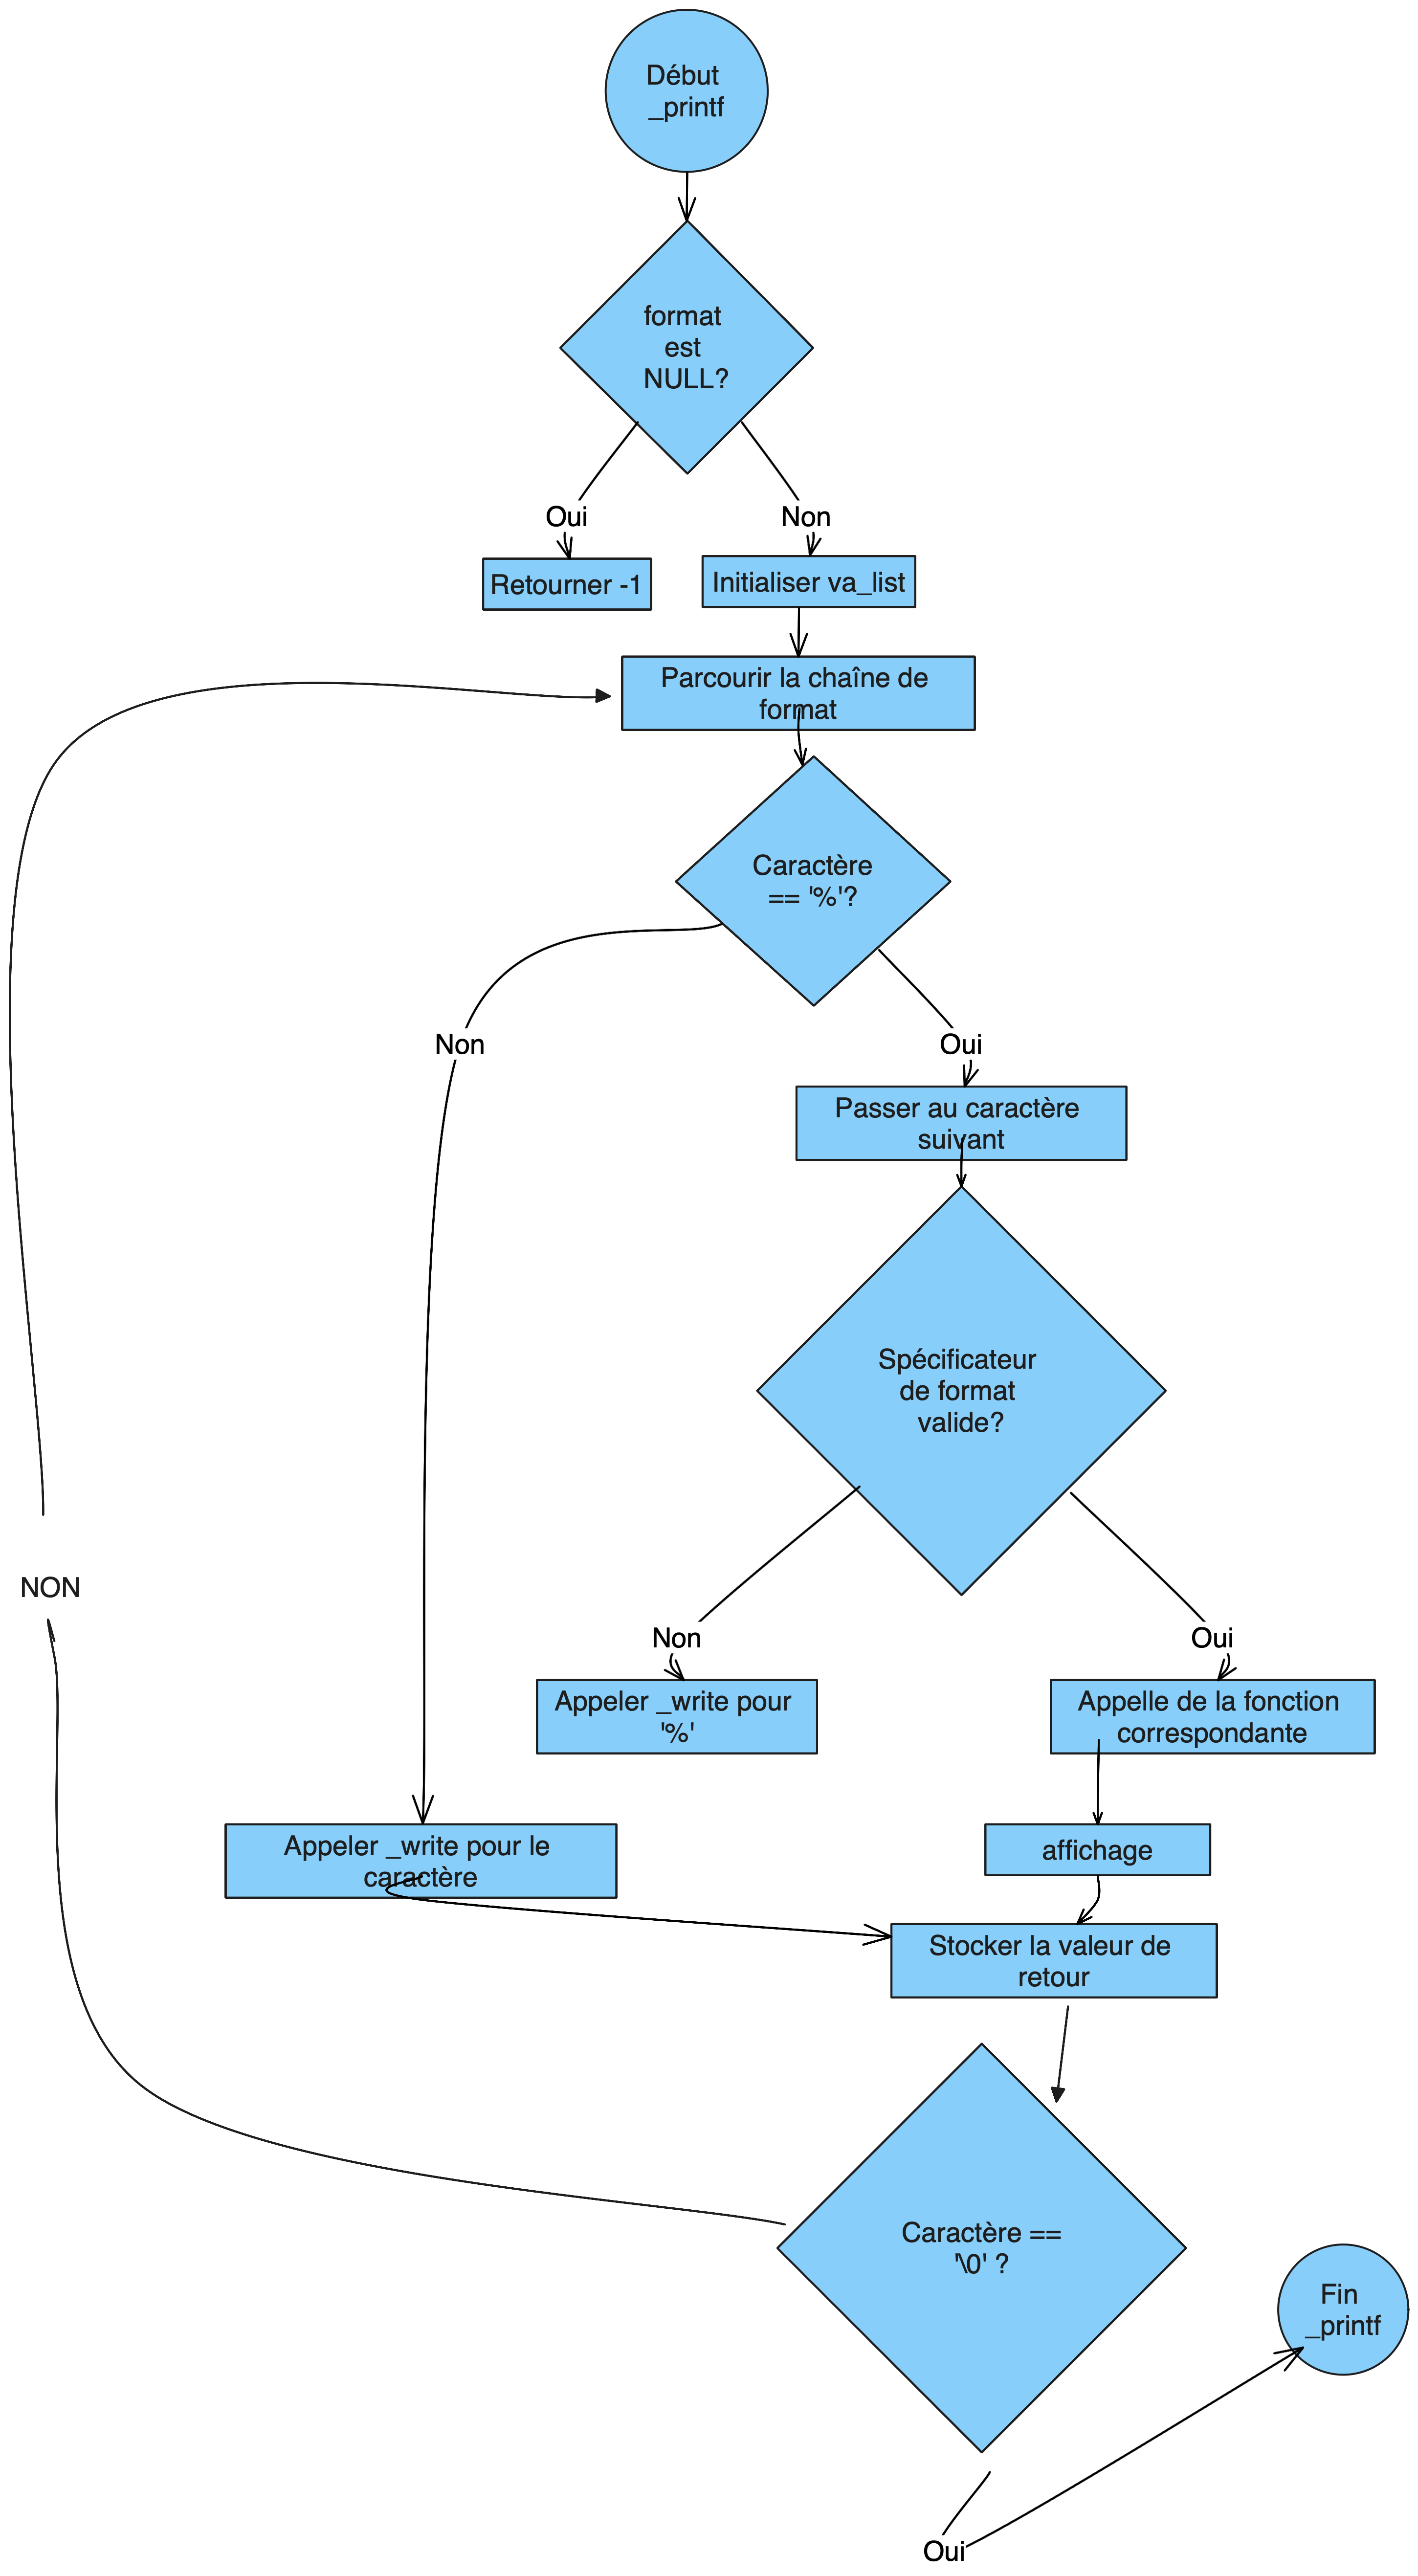 Début
_printf
format
est
NULL?
Oui
Non
Retourner -1
Initialiser va_list
Parcourir la chaîne de
format
Caractère
== '%'?
Non
Oui
Passer au caractère
suivant
Spécificateur
de format
valide?
NON
Non
Oui
Appeler _write pour
'%'
Appelle de la fonction
correspondante
Appeler _write pour le
caractère
affichage
Stocker la valeur de
retour
Caractère ==
'\0' ?
Fin
_printf
Oui